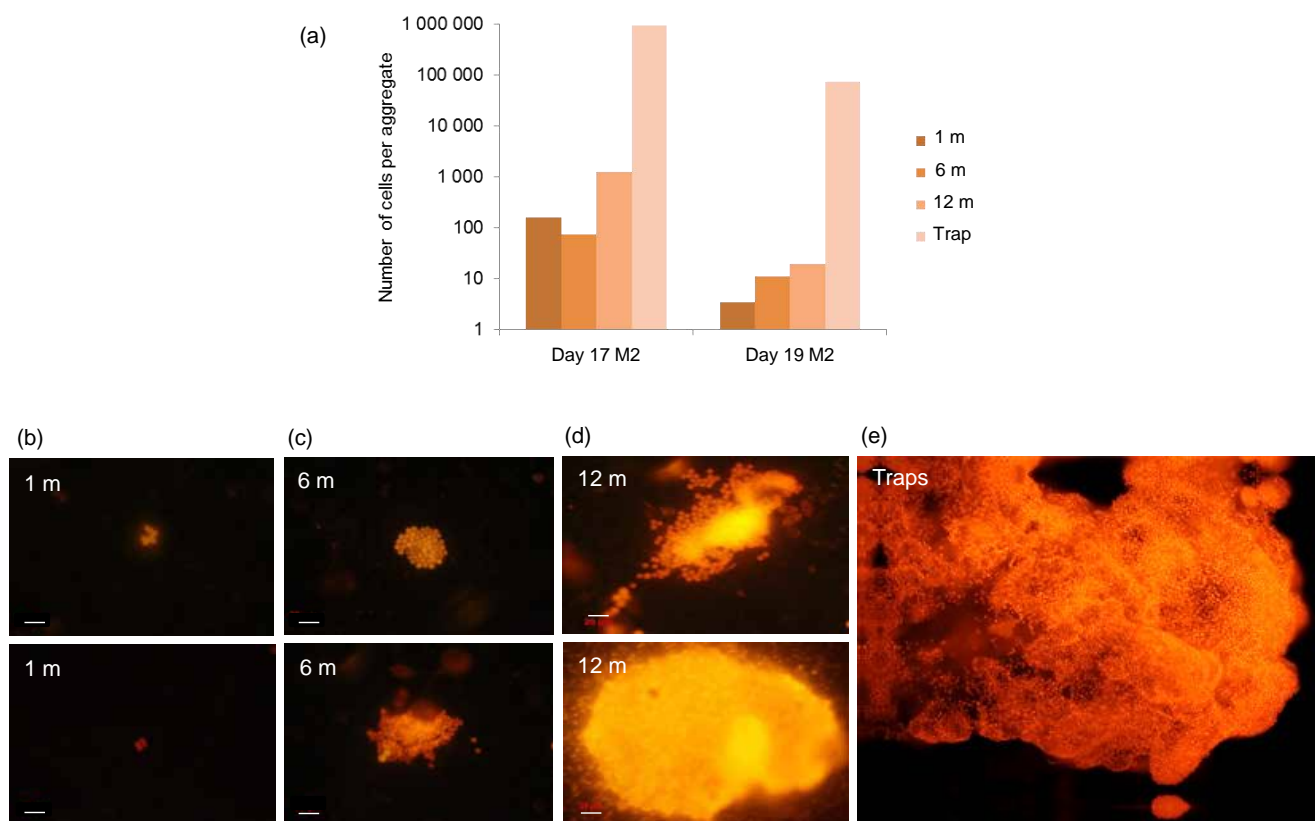 (a)
Number of cells per aggregate
1 000 000
100 000
10 000
1 000
100
10
1
Day 17 M2
Day 19 M2
1 m
6 m
12 m
Trap
(b)
(c)
(d)
(e)
1 m
6 m
12 m
Traps
1 m
6 m
12 m